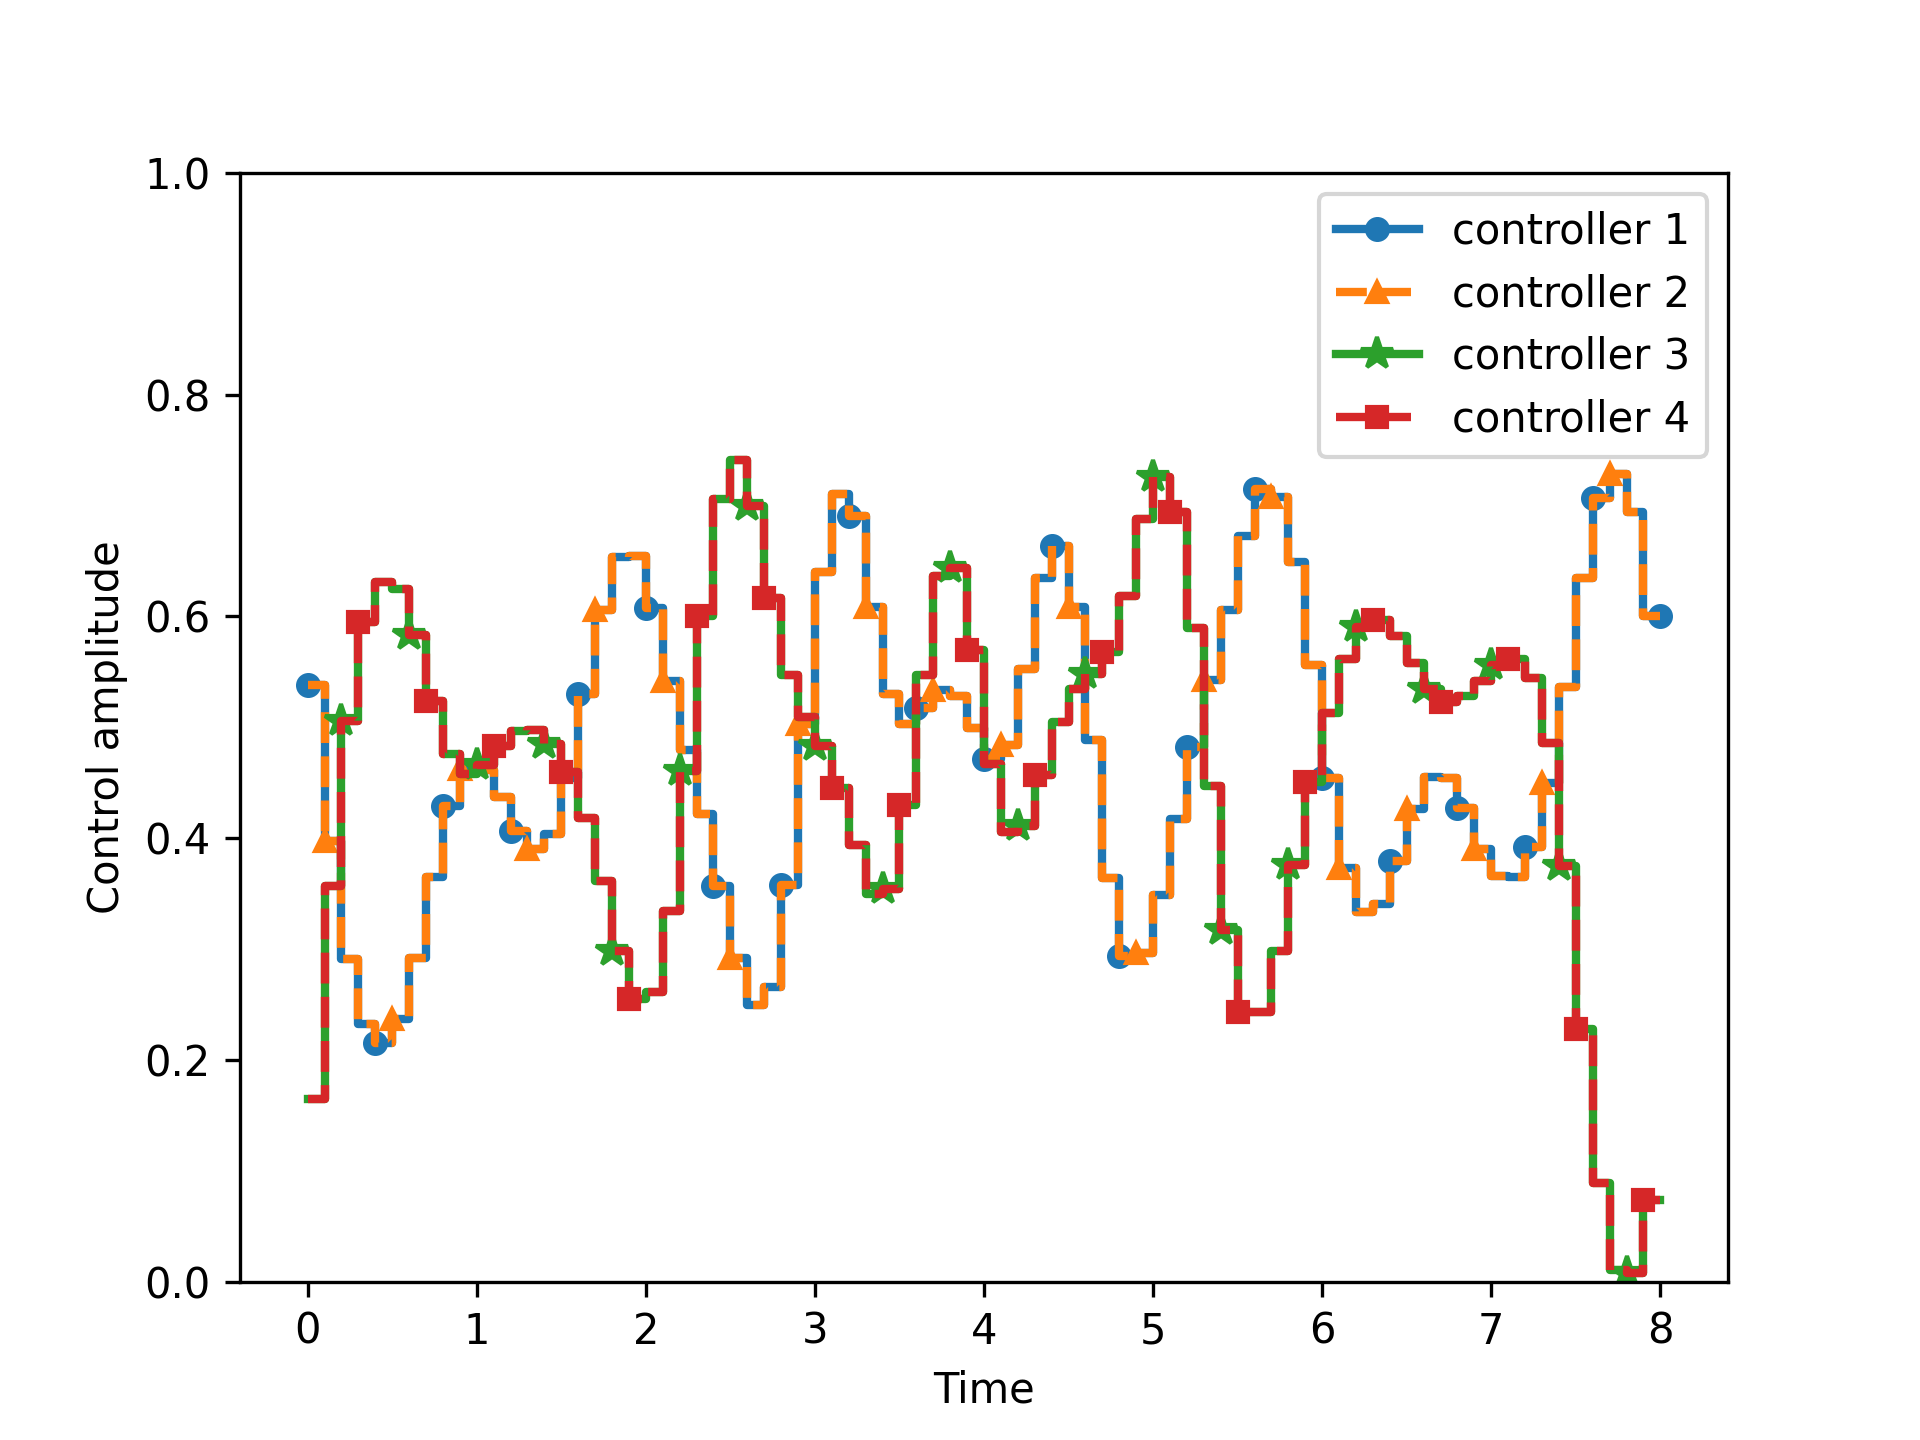 1.0
0.8
0.6
0.4
0.2
0.0
Control amplitude
controller 1
controller 2
controller 3
controller 4
0 1 2 3 4 5 6 7 8
Time